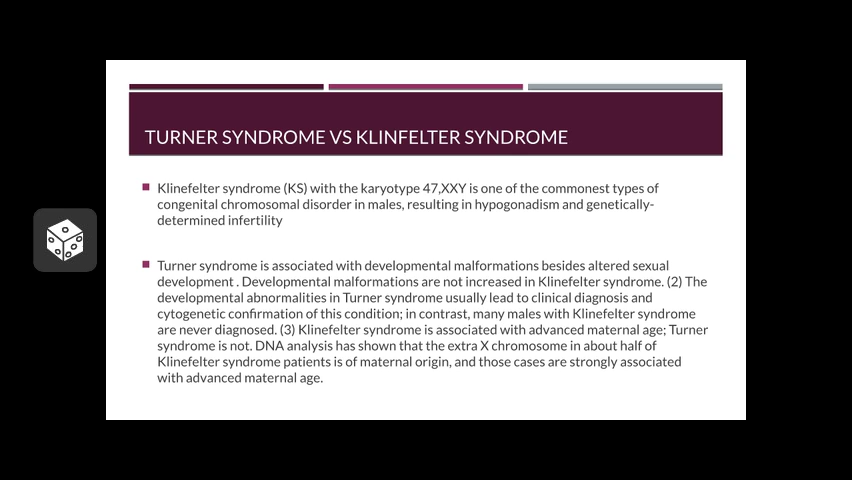 TURNER SYNDROME VS KLINFELTER SYNDROME
Klinefelter syndrome (KS) with the karyotype 47,XXY is one of the commonest types of
congenital chromosomal disorder in males, resulting in hypogonadism and genetically-
determined infertility
Turner syndrome is associated with developmental malformations besides altered sexual
development . Developmental malformations are not increased in Klinefelter syndrome. (2) The
developmental abnormalities in Turner syndrome usually lead to clinical diagnosis and
cytogenetic confirmation of this condition; in contrast, many males with Klinefelter syndrome
are never diagnosed. (3) Klinefelter syndrome is associated with advanced maternal age; Turner
syndrome is not. DNA analysis has shown that the extra X chromosome in about half of
Klinefelter syndrome patients is of maternal origin, and those cases are strongly associated
with advanced maternal age.